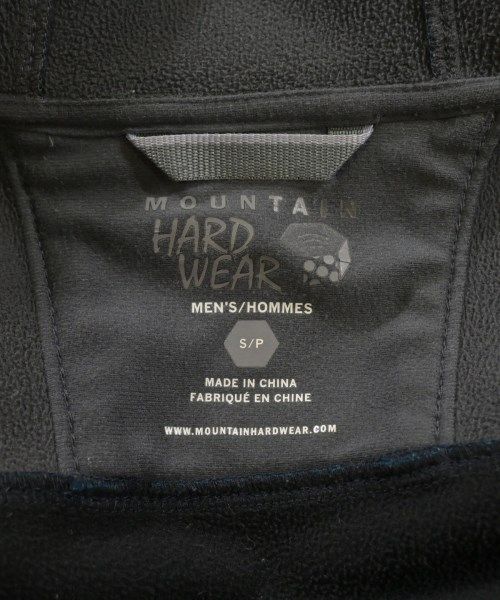 MOUNTAIN
HARD
WEAR
MEN'S/HOMMES
S/P
MADE IN CHINA
FABRIQUÉ EN CHINE
WWW.MOUNTAINHARDWEAR.COM